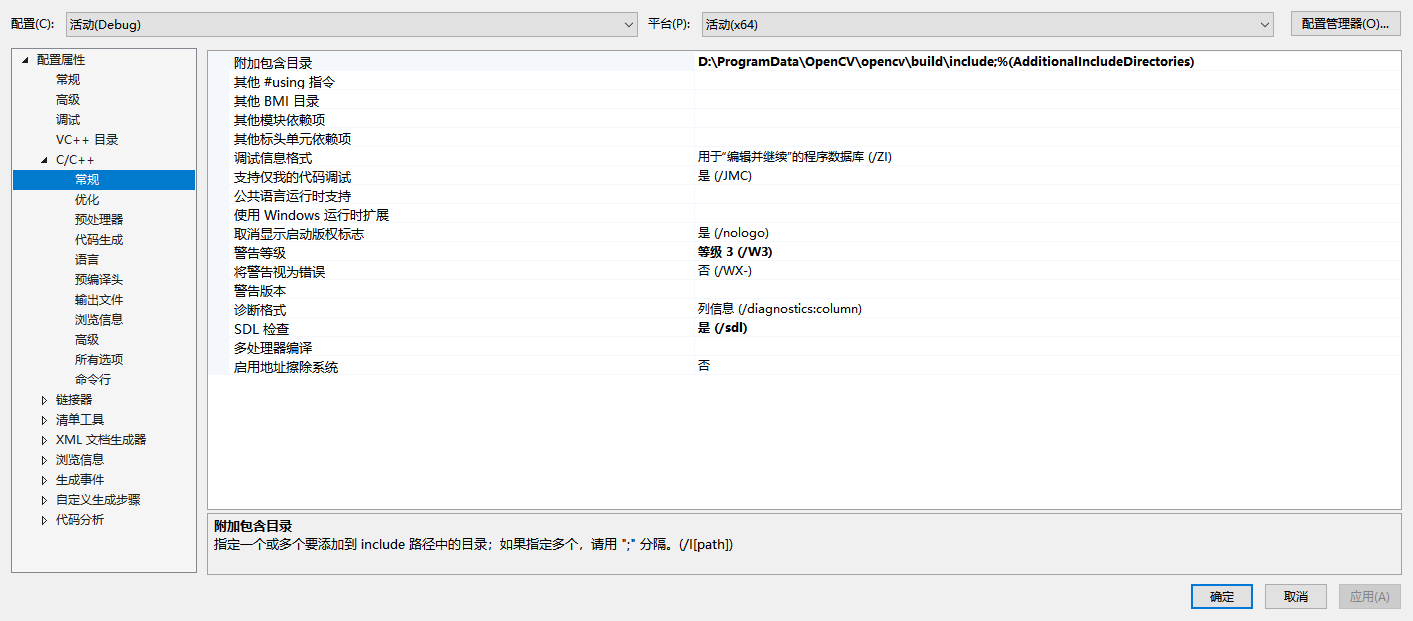 配置(C): 活动(Debug) 平台(P): 活动(x64) 配置管理器(O)...
配置属性
常规
高级
调试
VC++ 目录
C/C++
常规
优化
预处理器
代码生成
语言
预编译头
输出文件
浏览信息
高级
所有选项
命令行
链接器
清单工具
XML 文档生成器
浏览信息
生成事件
自定义生成步骤
代码分析
附加包含目录 D:\ProgramData\OpenCV\opencv\build\include;%(AdditionalIncludeDirectories)
其他 #using 指令
其他 BMI 目录
其他模块依赖项
其他标头单元依赖项
调试信息格式 用于“编辑并继续”的程序数据库 (/ZI)
支持仅我的代码调试 是 (/JMC)
公共语言运行时支持
使用 Windows 运行时扩展
取消显示启动版权标志 是 (/nologo)
警告等级 等级 3 (/W3)
将警告视为错误 否 (/WX-)
警告版本
诊断格式 列信息 (/diagnostics:column)
SDL 检查 是 (/sdl)
多处理器编译
启用地址擦除系统 否
附加包含目录
指定一个或多个要添加到 include 路径中的目录；如果指定多个，请用 ";" 分隔。(/I[path])
确定 取消 应用(A)